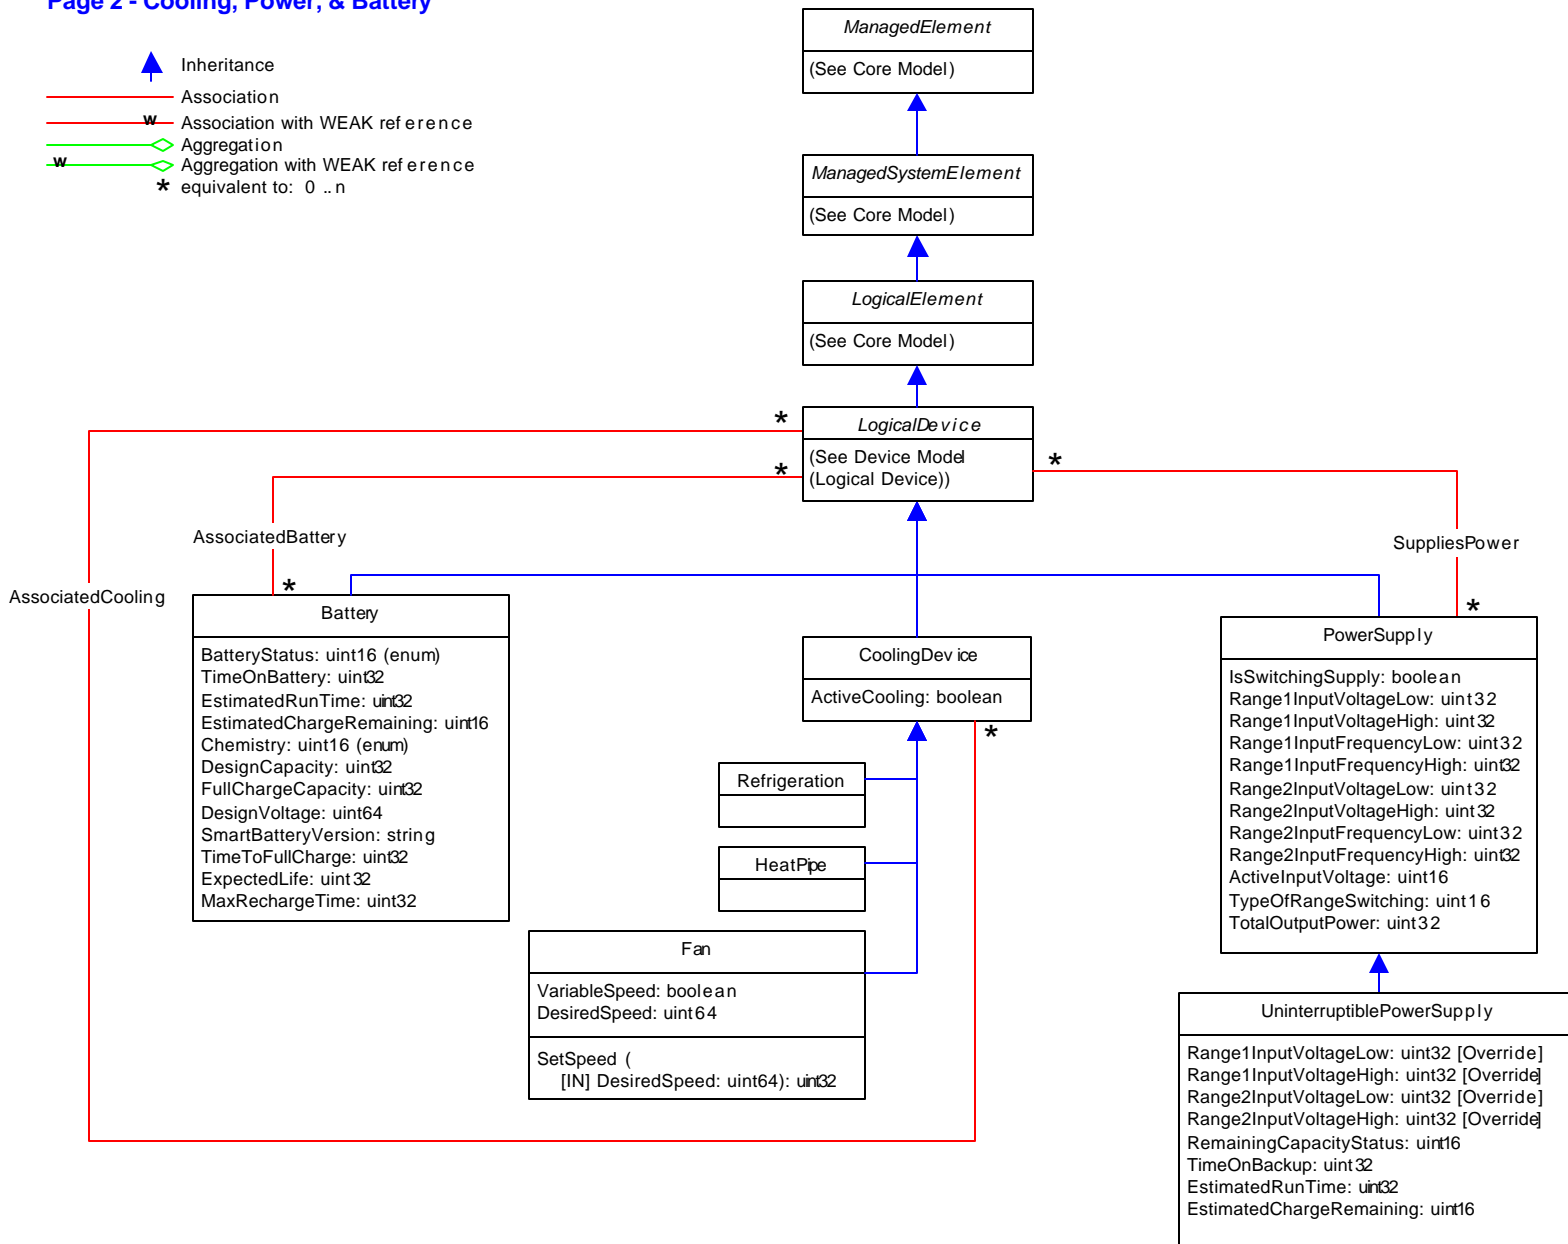 Page 2 - Cooling, Power, & Battery
Inheritance
Association
w Association with WEAK reference
Aggregation
w Aggregation with WEAK reference
* equivalent to: 0 .. n
ManagedElement
(See Core Model)
ManagedSystemElement
(See Core Model)
LogicalElement
(See Core Model)
*
LogicalDevice
(See Device Model
(Logical Device))
*
*
AssociatedBattery
SuppliesPower
*
AssociatedCooling
*
Battery
BatteryStatus: uint16 (enum)
TimeOnBattery: uint32
EstimatedRunTime: uint32
EstimatedChargeRemaining: uint16
Chemistry: uint16 (enum)
DesignCapacity: uint32
FullChargeCapacity: uint32
DesignVoltage: uint64
SmartBatteryVersion: string
TimeToFullCharge: uint32
ExpectedLife: uint32
MaxRechargeTime: uint32
CoolingDevice
ActiveCooling: boolean
*
Refrigeration
HeatPipe
Fan
VariableSpeed: boolean
DesiredSpeed: uint64
SetSpeed (
[IN] DesiredSpeed: uint64): uint32
PowerSupply
IsSwitchingSupply: boolean
Range1InputVoltageLow: uint32
Range1InputVoltageHigh: uint32
Range1InputFrequencyLow: uint32
Range1InputFrequencyHigh: uint32
Range2InputVoltageLow: uint32
Range2InputVoltageHigh: uint32
Range2InputFrequencyLow: uint32
Range2InputFrequencyHigh: uint32
ActiveInputVoltage: uint16
TypeOfRangeSwitching: uint16
TotalOutputPower: uint32
UninterruptiblePowerSupply
Range1InputVoltageLow: uint32 [Override]
Range1InputVoltageHigh: uint32 [Override]
Range2InputVoltageLow: uint32 [Override]
Range2InputVoltageHigh: uint32 [Override]
RemainingCapacityStatus: uint16
TimeOnBackup: uint32
EstimatedRunTime: uint32
EstimatedChargeRemaining: uint16